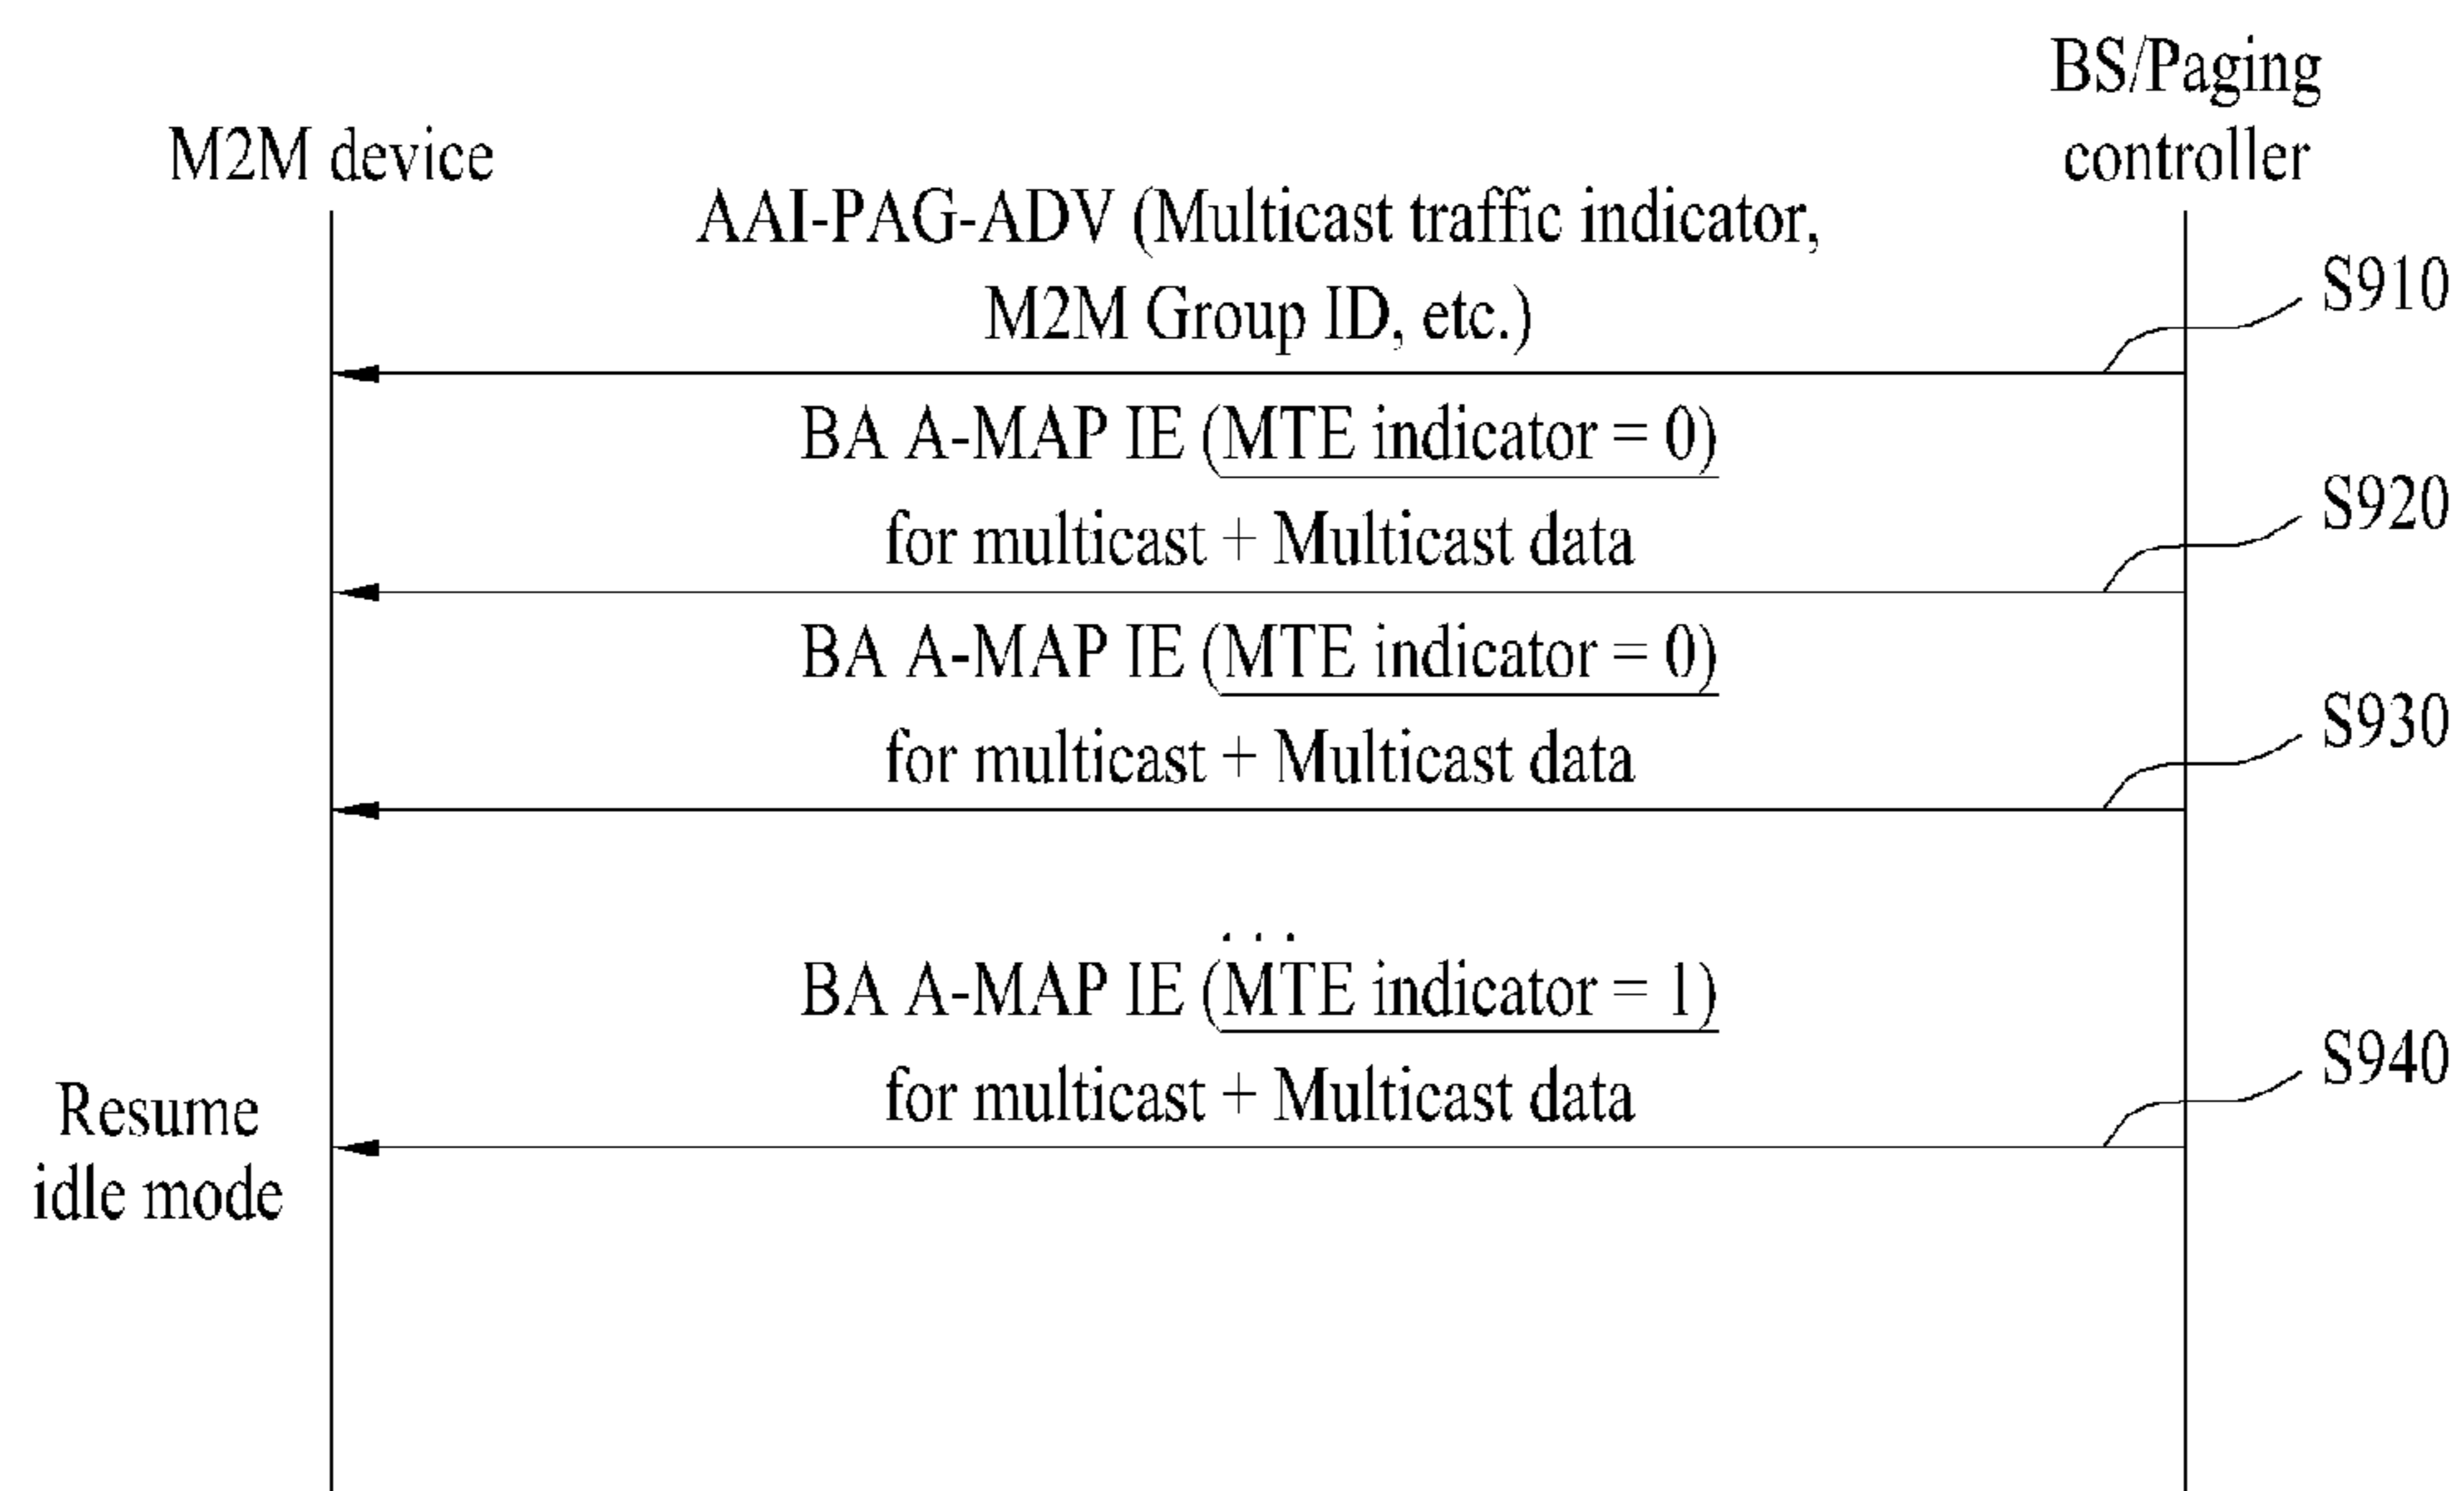 BS/Paging
controller
M2M device
AAI-PAG-ADV (Multicast traffic indicator,
M2M Group ID, etc.)
S910
BA A-MAP IE (MTE indicator = 0)
for multicast + Multicast data
S920
BA A-MAP IE (MTE indicator = 0)
for multicast + Multicast data
S930
...
BA A-MAP IE (MTE indicator = 1)
for multicast + Multicast data
S940
Resume
idle mode